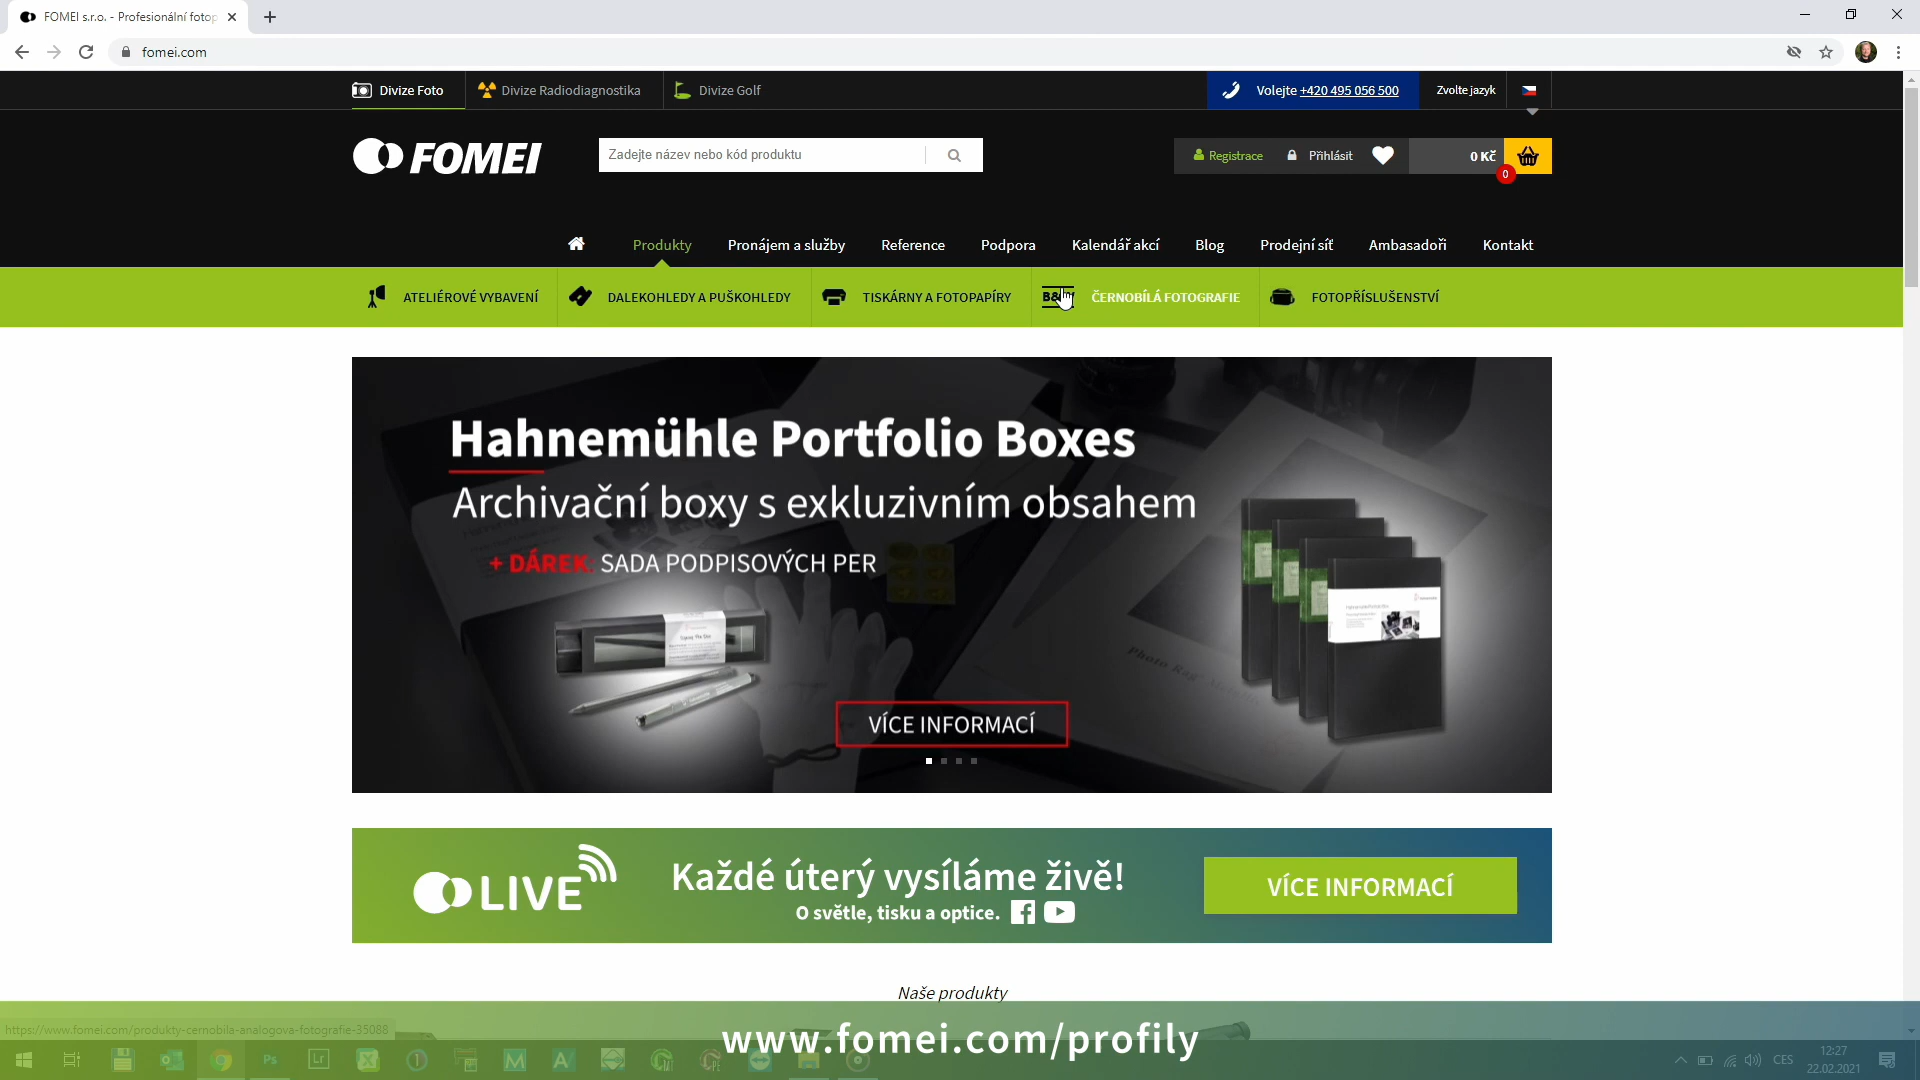 FOMEI s.r.o. - Profesionální fotop
fomei.com
Divize Foto
Divize Radiodiagnostika
Divize Golf
Volejte +420 495 056 500
Zvolte jazyk
FOMEI
Zadejte název nebo kód produktu
Registrace
Přihlásit
0 Kč
0
Produkty
Pronájem a služby
Reference
Podpora
Kalendář akcí
Blog
Prodejní síť
Ambasadoři
Kontakt
ATELIÉROVÉ VYBAVENÍ
DALEKOHLEDY A PUŠKOHLEDY
TISKÁRNY A FOTOPAPÍRY
ČERNOBÍLÁ FOTOGRAFIE
FOTOPŘÍSLUŠENSTVÍ
Hahnemühle Portfolio Boxes
Archivační boxy s exkluzivním obsahem
+ DÁREK: SADA PODPISOVÝCH PER
VÍCE INFORMACÍ
LIVE
Každé úterý vysíláme živě!
O světle, tisku a optice.
VÍCE INFORMACÍ
Naše produkty
https://www.fomei.com/produkty-cernobila-analogova-fotografie-35088
www.fomei.com/profily
Ps
Lr
CES
12:27
22.02.2021